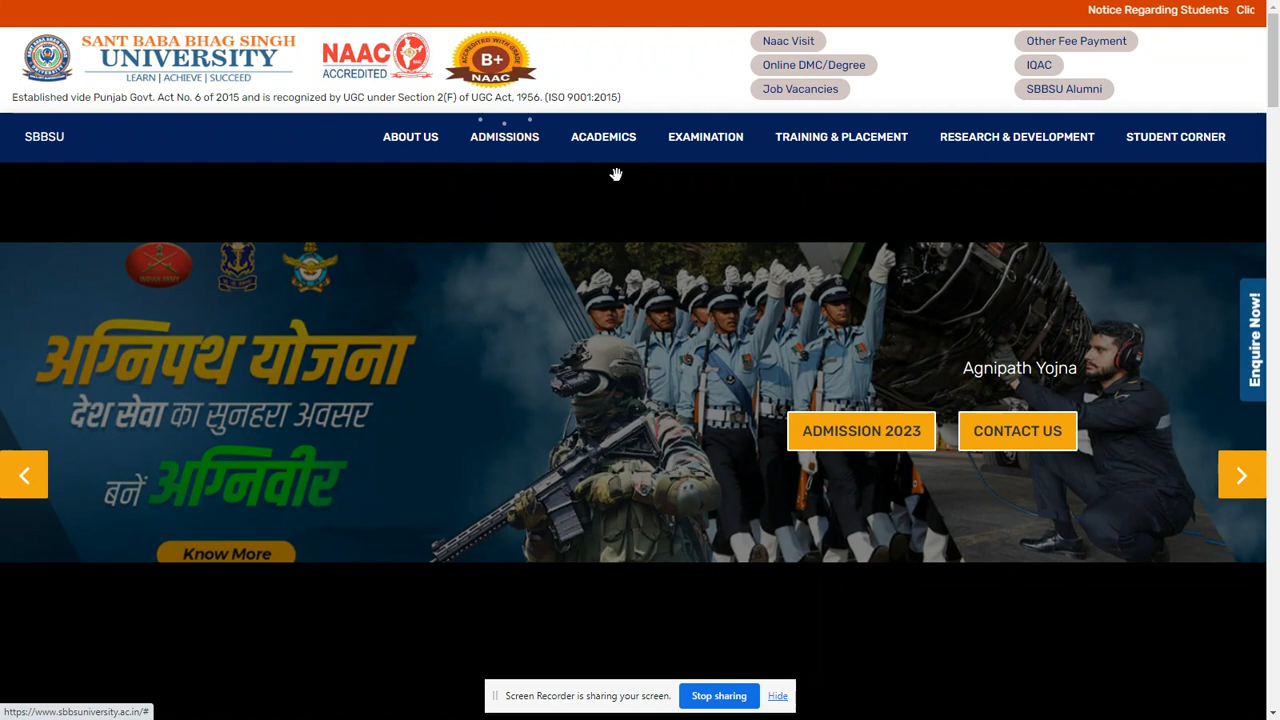 Notice Regarding Students Clic
SANT BABA BHAG SINGH
UNIVERSITY
LEARN | ACHIEVE | SUCCEED
NAAC
ACCREDITED
ACCREDITED WITH GRADE
B+
NAAC
Established vide Punjab Govt. Act No. 6 of 2015 and is recognized by UGC under Section 2(F) of UGC Act, 1956. (ISO 9001:2015)
Naac Visit
Online DMC/Degree
Job Vacancies
Other Fee Payment
IQAC
SBBSU Alumni
SBBSU ABOUT US ADMISSIONS ACADEMICS EXAMINATION TRAINING & PLACEMENT RESEARCH & DEVELOPMENT STUDENT CORNER
अग्निपथ योजना
देश सेवा का सुनहरा अवसर
बनें अग्निवीर
Know More
Agnipath Yojna
ADMISSION 2023 CONTACT US
Enquire Now!
Screen Recorder is sharing your screen. Stop sharing Hide
https://www.sbbsuniversity.ac.in/#